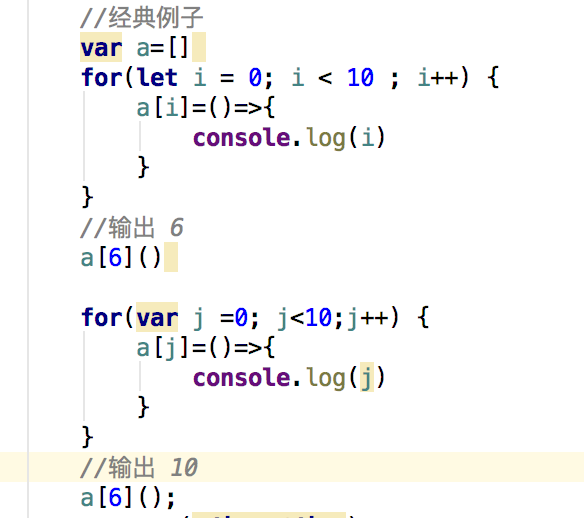 //经典例子
var a=[]
for(let i = 0; i < 10 ; i++) {
a[i]=()=>{
console.log(i)
}
}
//输出 6
a[6]()
for(var j =0; j<10;j++) {
a[j]=()=>{
console.log(j)
}
}
//输出 10
a[6]();